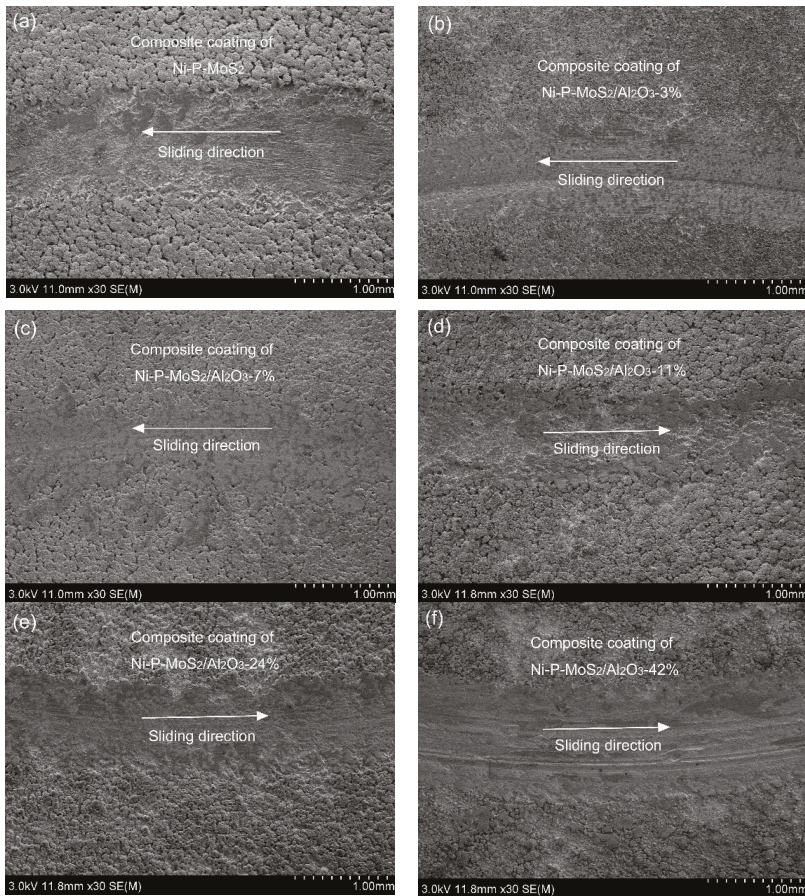 (a)
Composite coating of
Ni-P-MoS2
Sliding direction
3.0kV 11.0mm x30 SE(M)
1.00mm
(b)
Composite coating of
Ni-P-MoS2/Al2O3-3%
Sliding direction
3.0kV 11.0mm x30 SE(M)
1.00mm
(c)
Composite coating of
Ni-P-MoS2/Al2O3-7%
Sliding direction
3.0kV 11.0mm x30 SE(M)
1.00mm
(d)
Composite coating of
Ni-P-MoS2/Al2O3-11%
Sliding direction
3.0kV 11.8mm x30 SE(M)
1.00mm
(e)
Composite coating of
Ni-P-MoS2/Al2O3-24%
Sliding direction
3.0kV 11.8mm x30 SE(M)
1.00mm
(f)
Composite coating of
Ni-P-MoS2/Al2O3-42%
Sliding direction
3.0kV 11.8mm x30 SE(M)
1.00mm